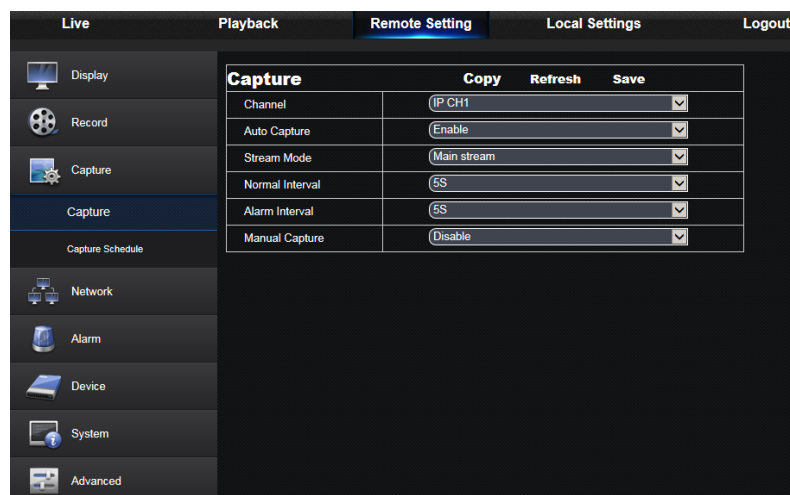 Live Playback Remote Setting Local Settings Logout
Display
Record
Capture
Capture
Capture Schedule
Network
Alarm
Device
System
Advanced
Capture Copy Refresh Save
Channel IP CH1
Auto Capture Enable
Stream Mode Main stream
Normal Interval 5S
Alarm Interval 5S
Manual Capture Disable